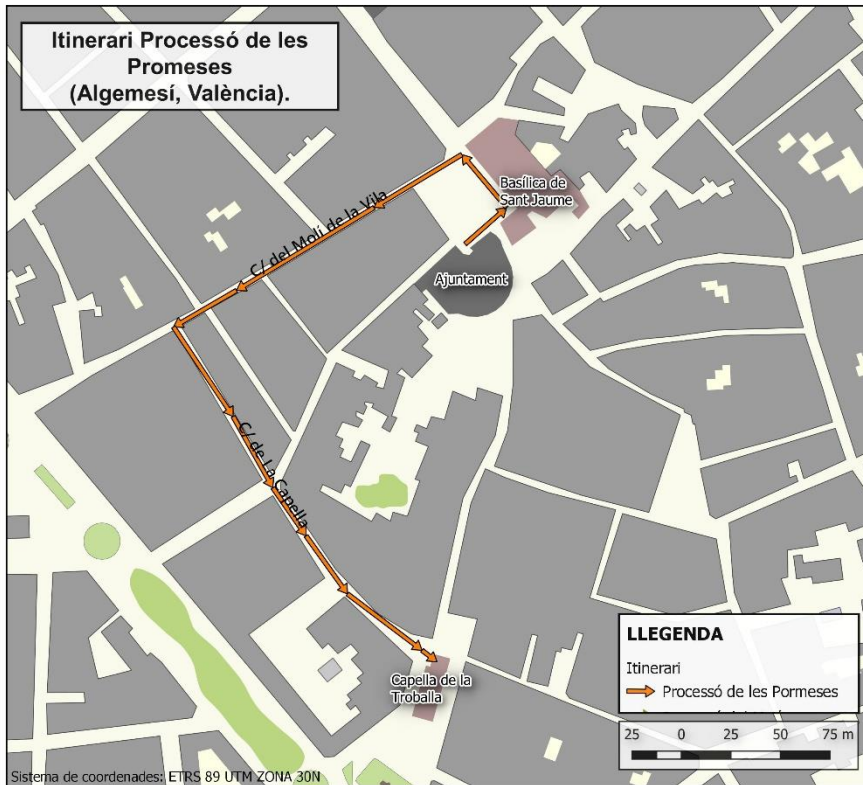 Itinerari Processó de les
Promeses
(Algemesí, València).
Basílica de
Sant Jaume
C/ del Molí de la Vila
Ajuntament
C/ de La Capella
Capella de la
Troballa
LLEGENDA
Itinerari
Processó de les Pormeses
25 0 25 50 75 m
Sistema de coordenades: ETRS 89 UTM ZONA 30N